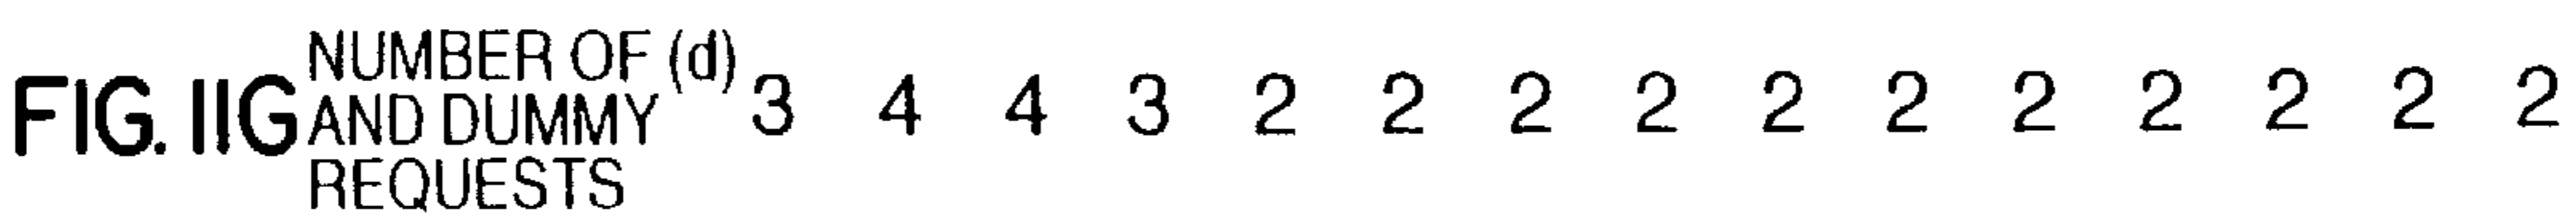 NUMBER OF (d)
FIG. 11G AND DUMMY 3 4 4 3 2 2 2 2 2 2 2 2 2 2 2
REQUESTS